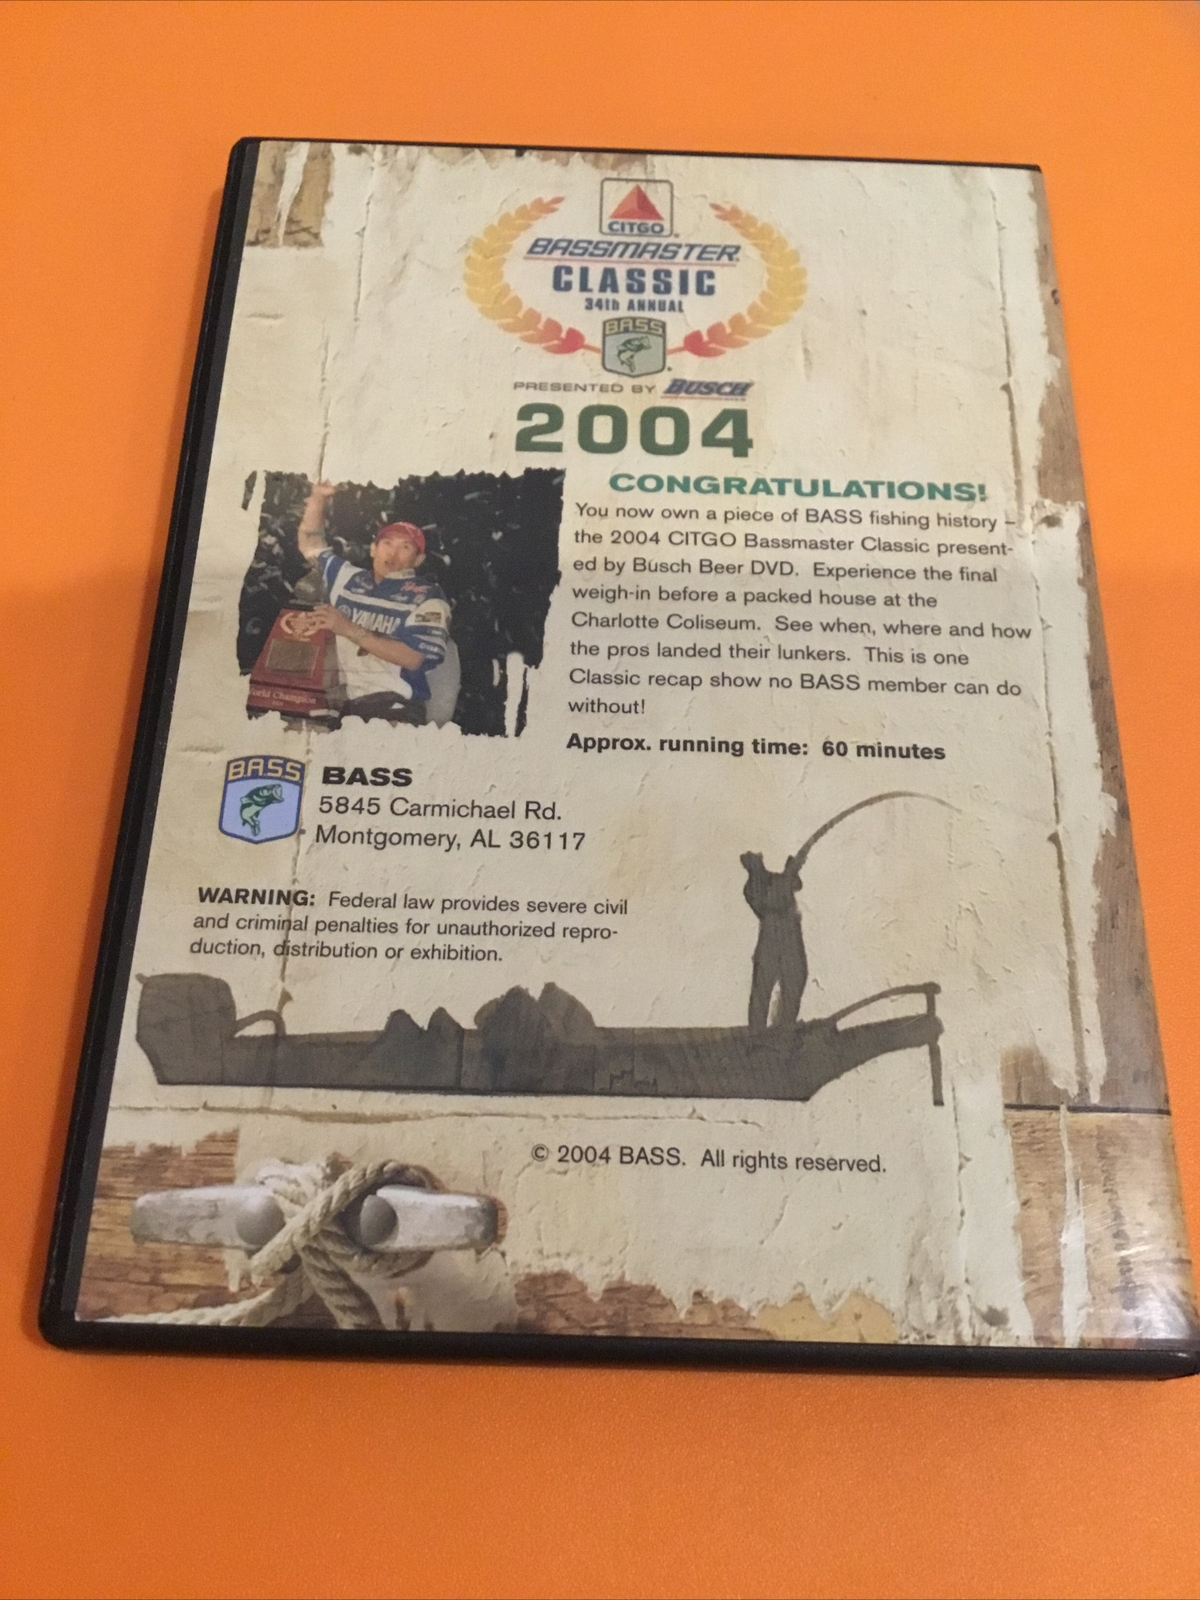 CITGO
BASSMASTER
CLASSIC
34th ANNUAL
BASS
PRESENTED BY BUSCH
2004
CONGRATULATIONS!
You now own a piece of BASS fishing history –
the 2004 CITGO Bassmaster Classic present-
ed by Busch Beer DVD. Experience the final
weigh-in before a packed house at the
Charlotte Coliseum. See when, where and how
the pros landed their lunkers. This is one
Classic recap show no BASS member can do
without!
Approx. running time: 60 minutes
YAMAHA
World Champion
BASS
BASS
5845 Carmichael Rd.
Montgomery, AL 36117
WARNING: Federal law provides severe civil
and criminal penalties for unauthorized repro-
duction, distribution or exhibition.
© 2004 BASS. All rights reserved.